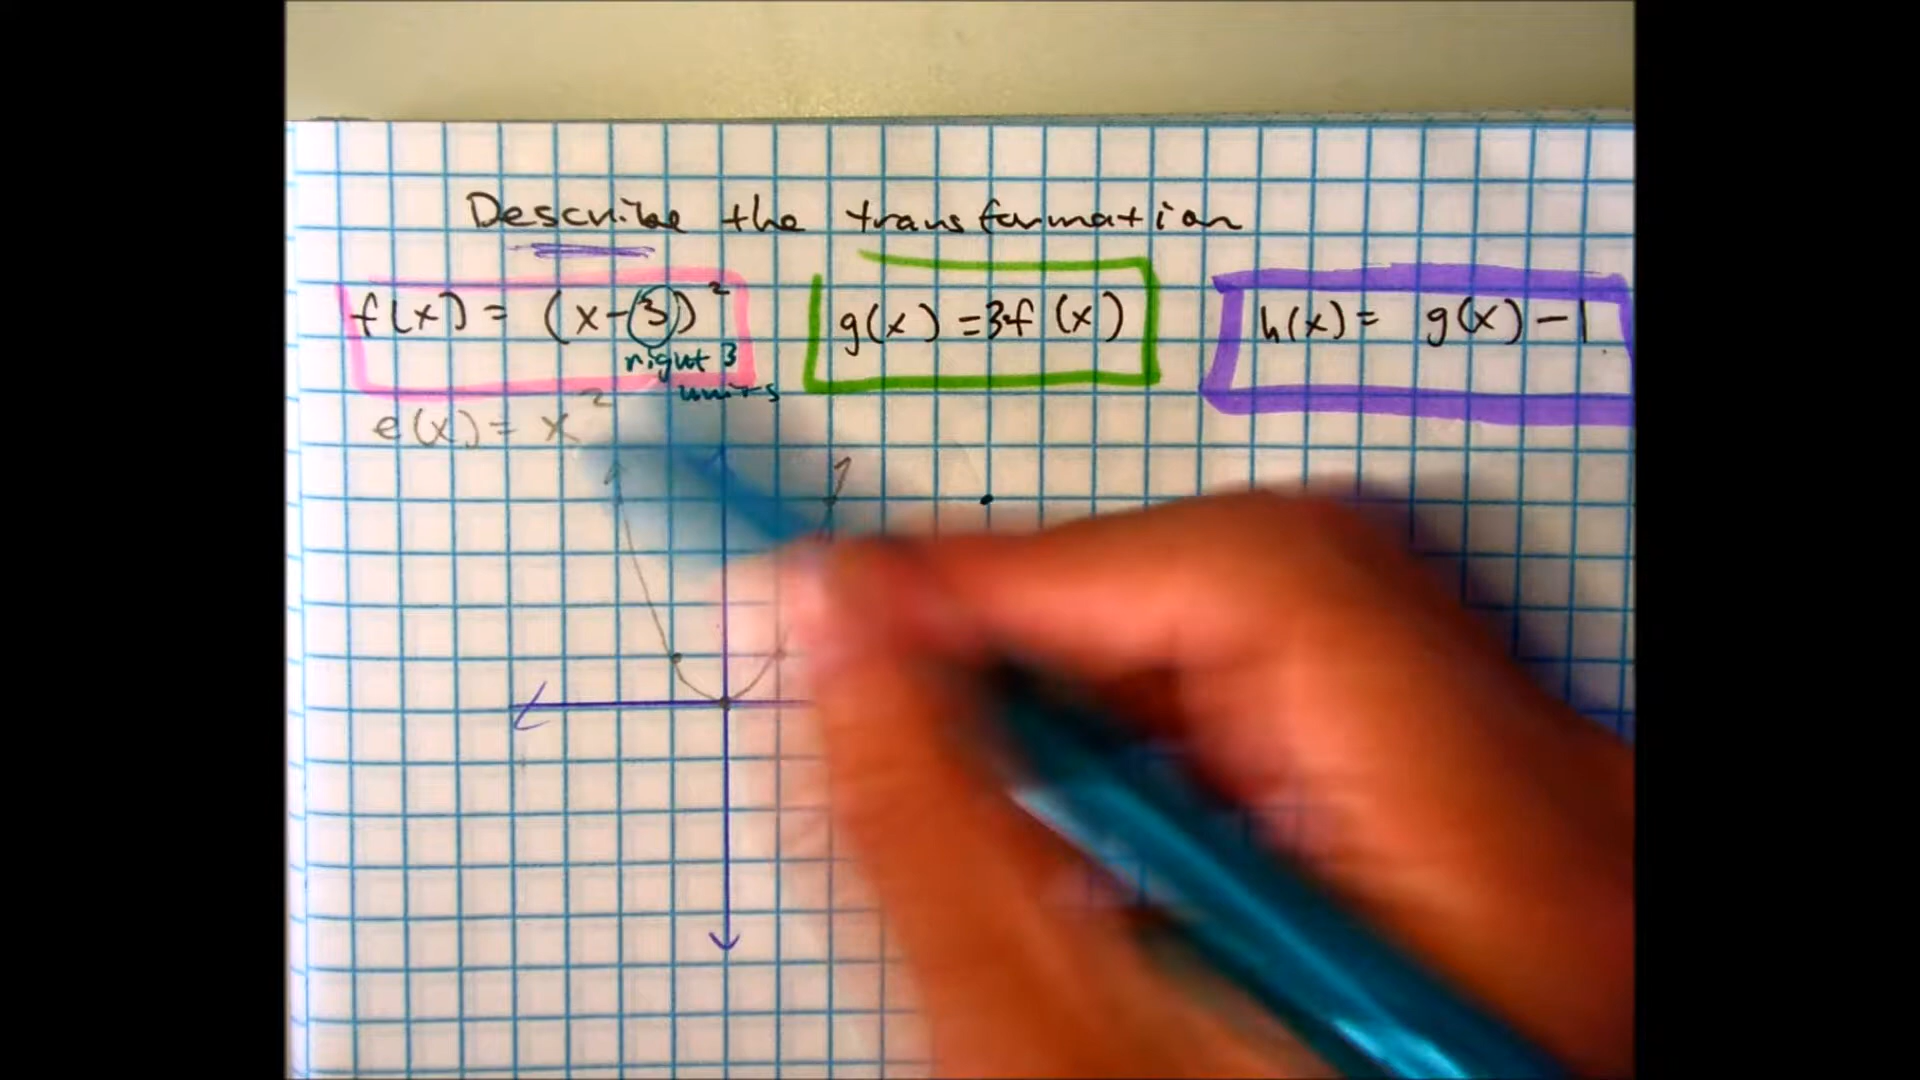 Describe the transformation
f(x) = (x-3)²
right 3
units
g(x) = 3f(x)
h(x) = g(x) - 1
e(x) = x²